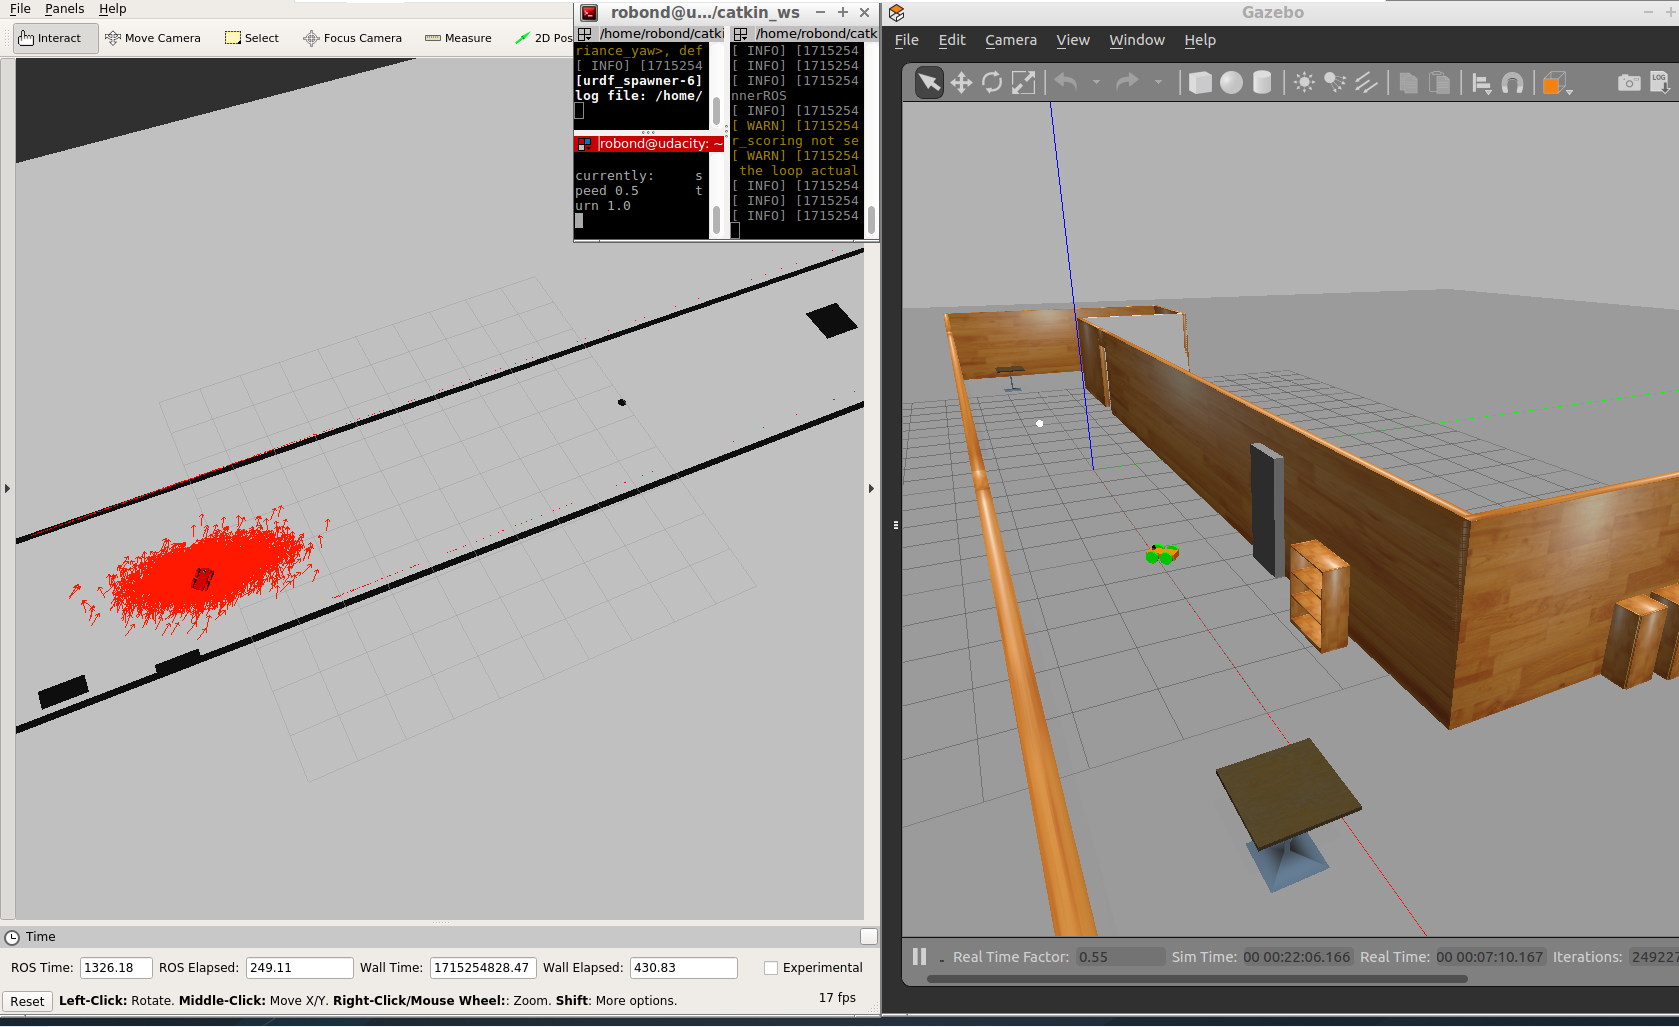 File Panels Help
Interact Move Camera Select Focus Camera Measure 2D Pos
robond@u.../catkin_ws
/home/robond/catki
riance_yaw>, def
[ INFO] [1715254
[urdf_spawner-6]
log file: /home/
robond@udacity: ~
currently: s
peed 0.5 t
urn 1.0
/home/robond/catk
[ INFO] [1715254
[ INFO] [1715254
[ INFO] [1715254
nnerROS
[ INFO] [1715254
[ WARN] [1715254
r_scoring not se
[ WARN] [1715254
the loop actual
[ INFO] [1715254
[ INFO] [1715254
[ INFO] [1715254
Time
ROS Time: 1326.18 ROS Elapsed: 249.11 Wall Time: 1715254828.47 Wall Elapsed: 430.83 Experimental
Reset Left-Click: Rotate. Middle-Click: Move X/Y. Right-Click/Mouse Wheel:: Zoom. Shift: More options. 17 fps
Gazebo
File Edit Camera View Window Help
LOG
Real Time Factor: 0.55 Sim Time: 00 00:22:06.166 Real Time: 00 00:07:10.167 Iterations: 249227